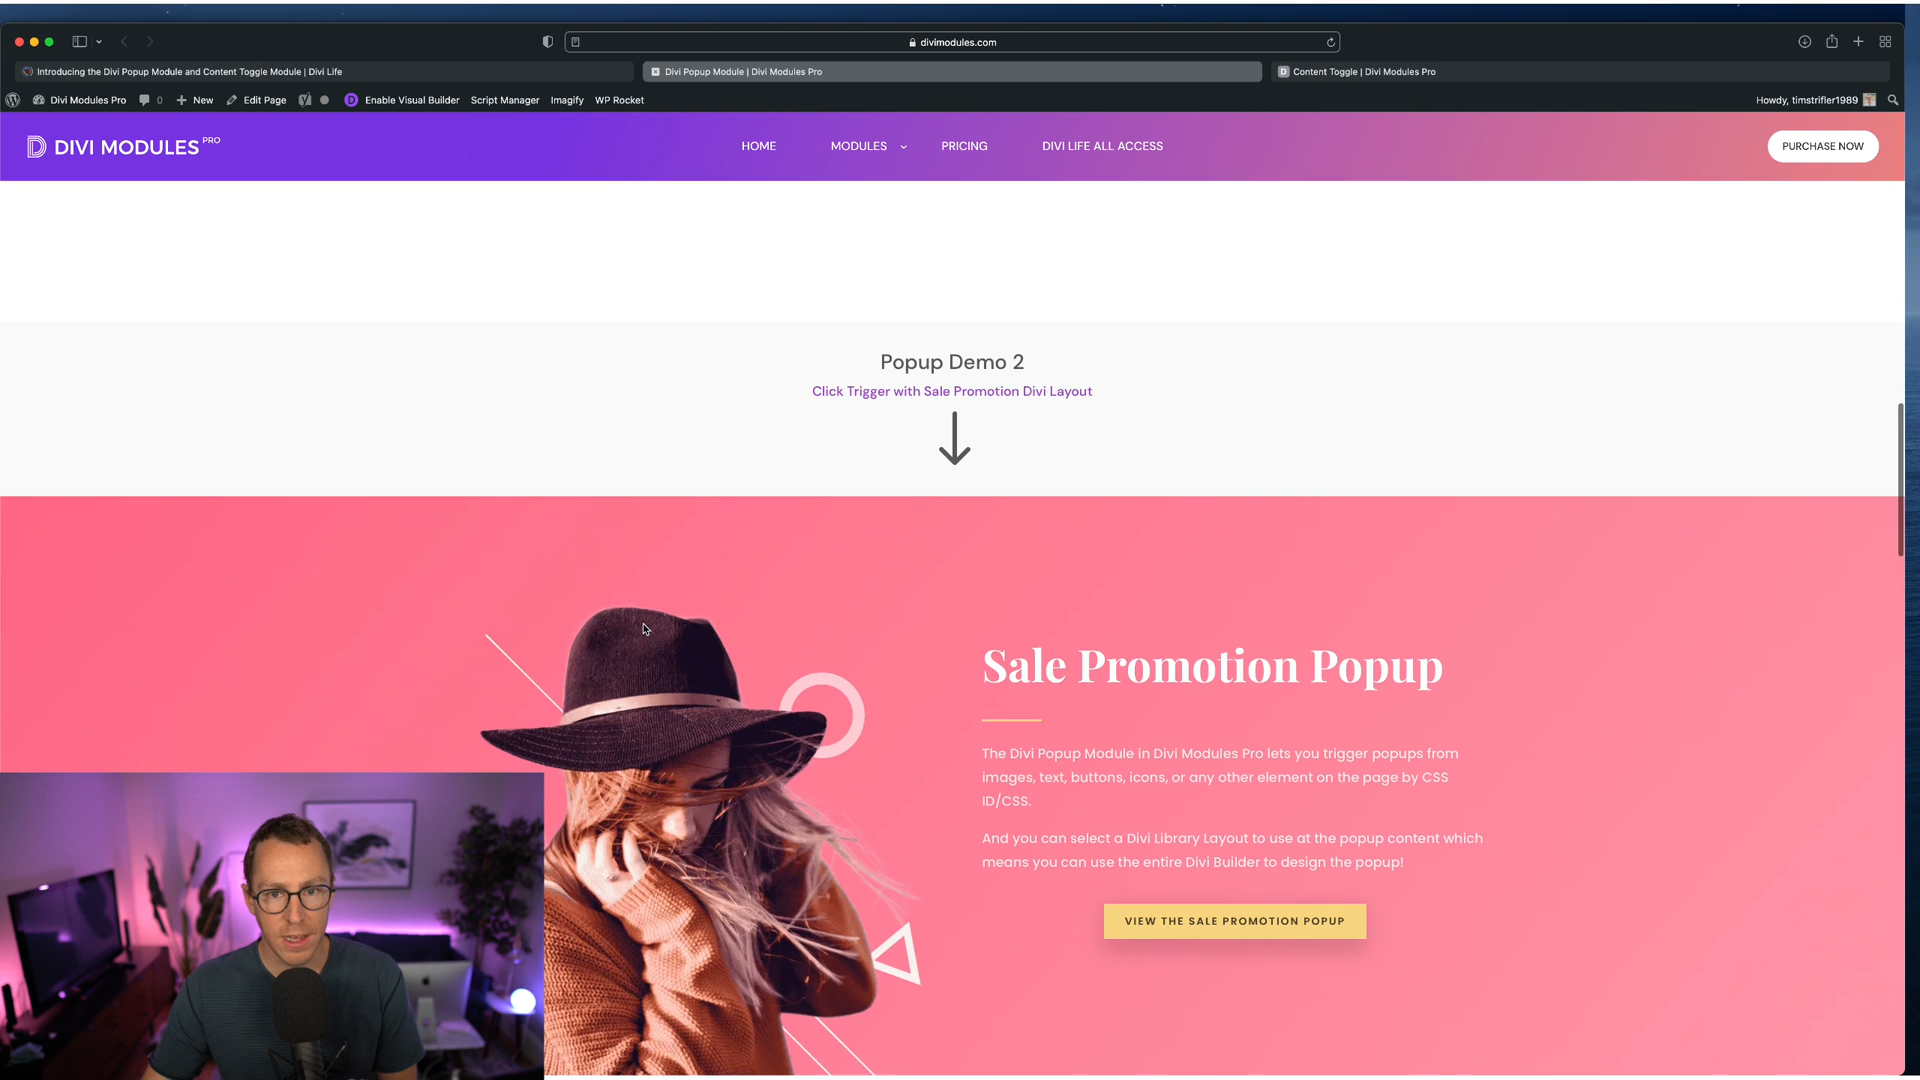 divimodules.com
Introducing the Divi Popup Module and Content Toggle Module | Divi Life
Divi Popup Module | Divi Modules Pro
D Content Toggle | Divi Modules Pro
Divi Modules Pro 0 New Edit Page D Enable Visual Builder Script Manager Imagify WP Rocket
Howdy, timstrifler1989
DIVI MODULES PRO
HOME MODULES PRICING DIVI LIFE ALL ACCESS
PURCHASE NOW
Popup Demo 2
Click Trigger with Sale Promotion Divi Layout
Sale Promotion Popup
The Divi Popup Module in Divi Modules Pro lets you trigger popups from
images, text, buttons, icons, or any other element on the page by CSS
ID/CSS.
And you can select a Divi Library Layout to use at the popup content which
means you can use the entire Divi Builder to design the popup!
VIEW THE SALE PROMOTION POPUP